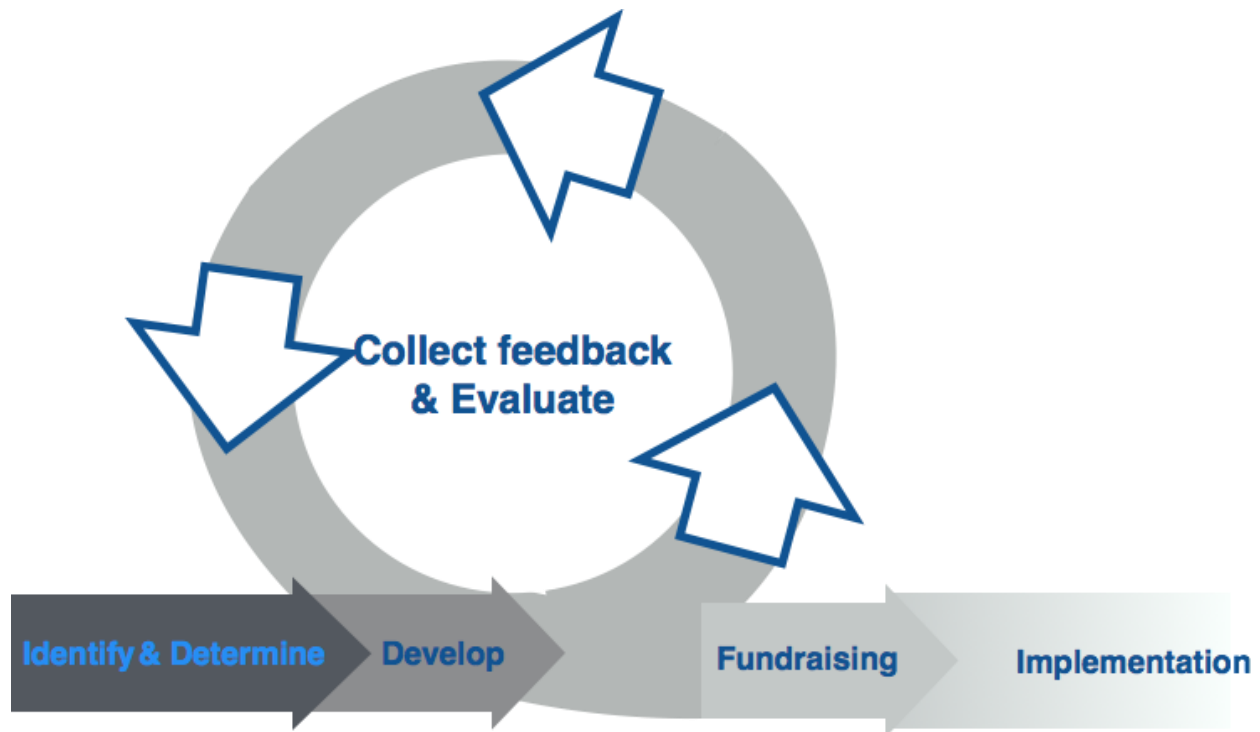 Collect feedback
& Evaluate
Identify & Determine
Develop
Fundraising
Implementation